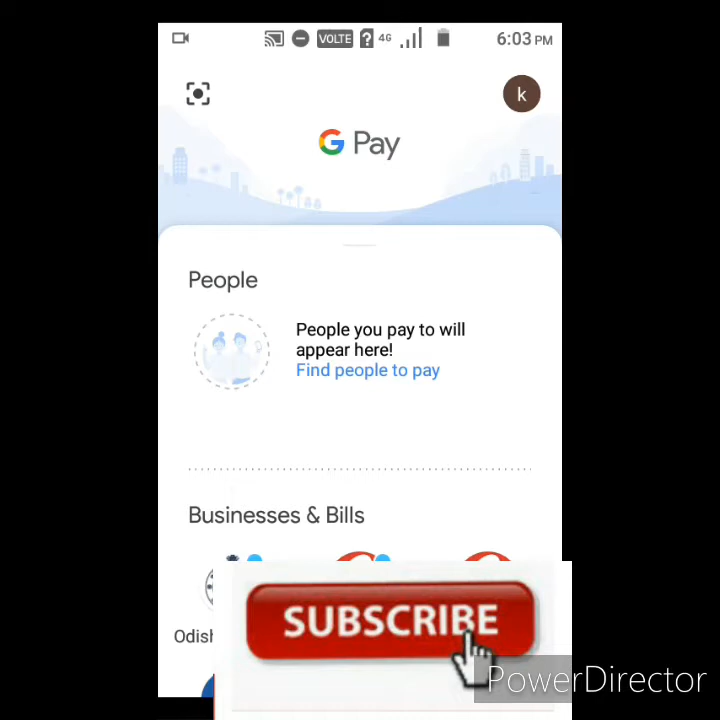 VOLTE ? 4G 6:03 PM
k
G Pay
People
People you pay to will
appear here!
Find people to pay
Businesses & Bills
SUBSCRIBE
Odish
PowerDirector